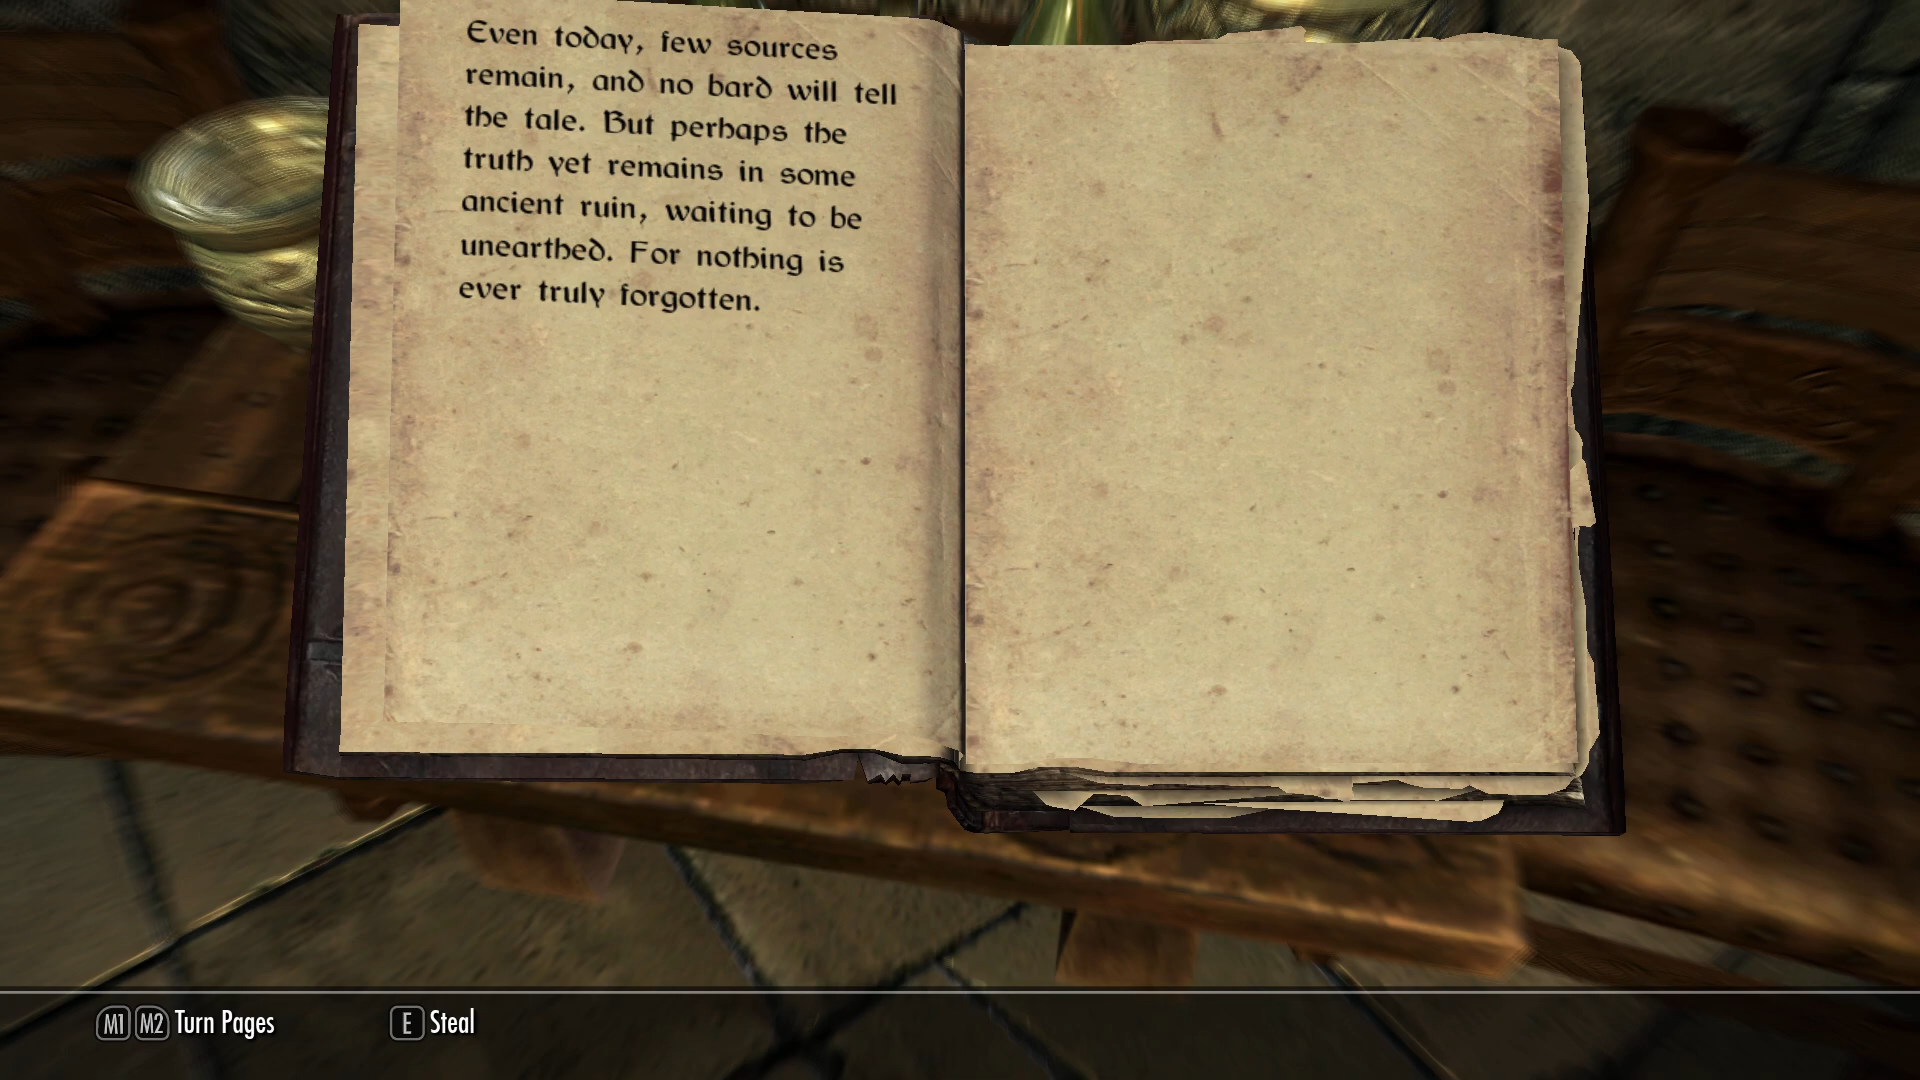 Even today, few sources
remain, and no bard will tell
the tale. But perhaps the
truth yet remains in some
ancient ruin, waiting to be
unearthed. For nothing is
ever truly forgotten.
M1 M2 Turn Pages
E Steal